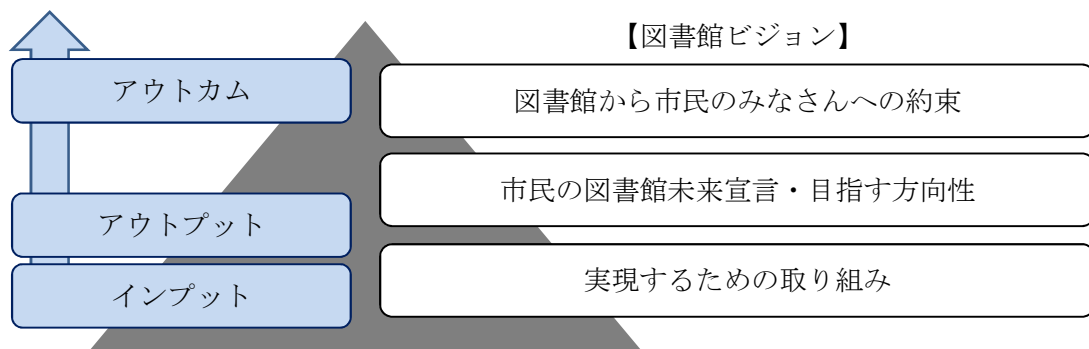 【図書館ビジョン】
アウトカム
図書館から市民のみなさんへの約束
アウトプット
市民の図書館未来宣言・目指す方向性
インプット
実現するための取り組み